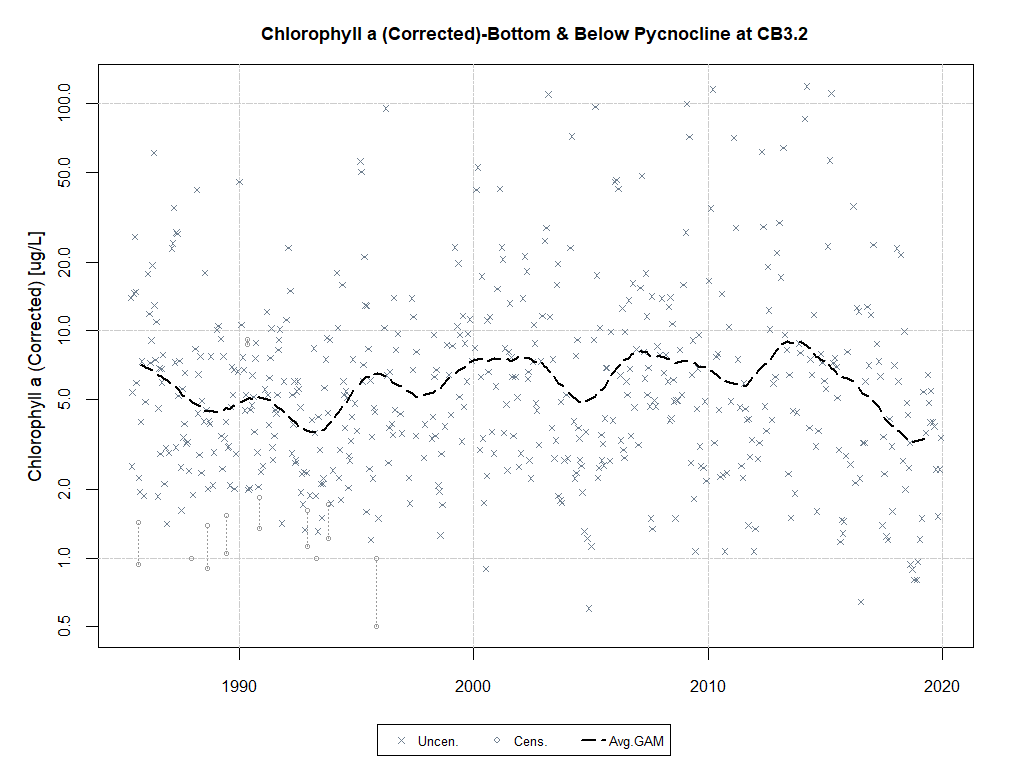 Chlorophyll a (Corrected)-Bottom & Below Pycnocline at CB3.2
Chlorophyll a (Corrected) [ug/L]
100.0
50.0
20.0
10.0
5.0
2.0
1.0
0.5
1990 2000 2010 2020
Uncen. Cens. Avg.GAM